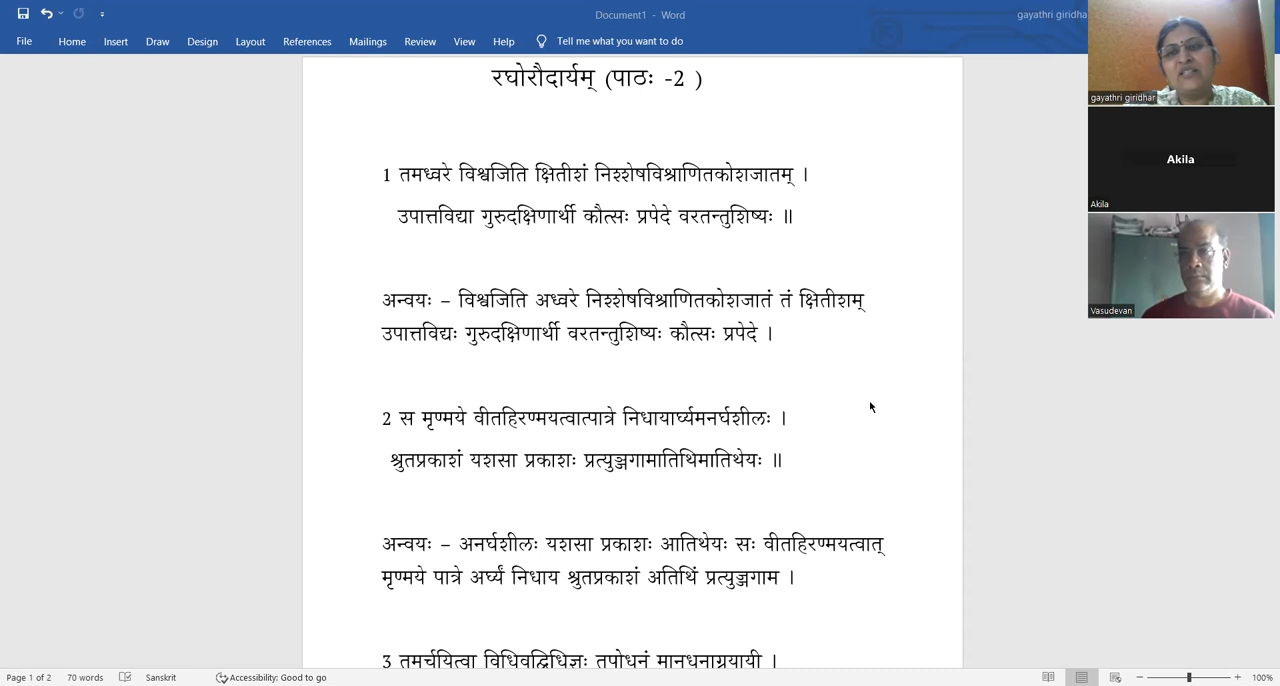 Document1 - Word
gayathri giridha
File Home Insert Draw Design Layout References Mailings Review View Help Tell me what you want to do
रघोरौदार्यम् (पाठः -2 )
1 तमध्वरे विश्वजिति क्षितीशं निश्शेषविश्राणितकोशजातम् ।
उपात्तविद्या गुरुदक्षिणार्थी कौत्सः प्रपेदे वरतन्तुशिष्यः ॥
अन्वयः – विश्वजिति अध्वरे निश्शेषविश्राणितकोशजातं तं क्षितीशम्
उपात्तविद्यः गुरुदक्षिणार्थी वरतन्तुशिष्यः कौत्सः प्रपेदे ।
2 स मृण्मये वीतहिरण्मयत्वात्पात्रे निधायार्घ्यमनर्घशीलः ।
श्रुतप्रकाशं यशसा प्रकाशः प्रत्युज्जगामातिथिमातिथेयः ॥
अन्वयः – अनर्घशीलः यशसा प्रकाशः आतिथेयः सः वीतहिरण्मयत्वात्
मृण्मये पात्रे अर्घ्यं निधाय श्रुतप्रकाशं अतिथिं प्रत्युज्जगाम ।
3 तमर्चयित्वा विधिवद्विधिज्ञः तपोधनं मानधनाग्रयायी ।
gayathri giridhar
Akila
Akila
Vasudevan
Page 1 of 2 70 words Sanskrit Accessibility: Good to go 100%